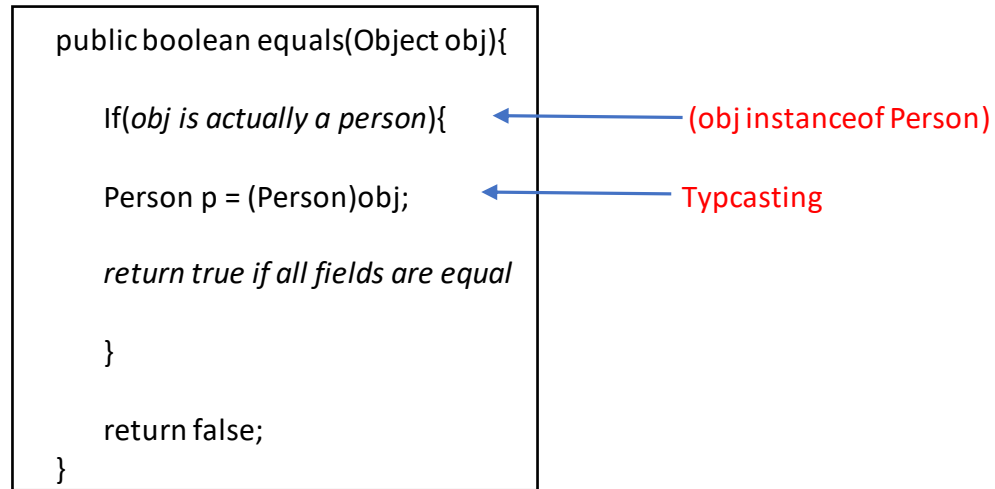 public boolean equals(Object obj){
If(obj is actually a person){
(obj instanceof Person)
Person p = (Person)obj;
Typcasting
return true if all fields are equal
}
return false;
}